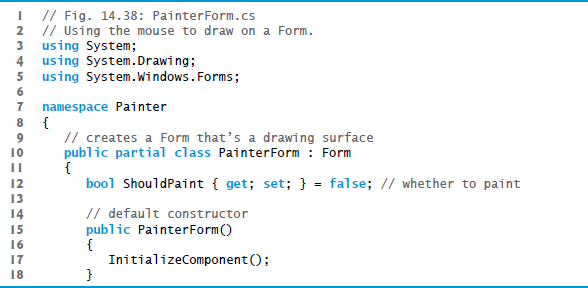 1 // Fig. 14.38: PainterForm.cs
2 // Using the mouse to draw on a Form.
3 using System;
4 using System.Drawing;
5 using System.Windows.Forms;
6
7 namespace Painter
8 {
9 // creates a Form that’s a drawing surface
10 public partial class PainterForm : Form
11 {
12 bool ShouldPaint { get; set; } = false; // whether to paint
13
14 // default constructor
15 public PainterForm()
16 {
17 InitializeComponent();
18 }